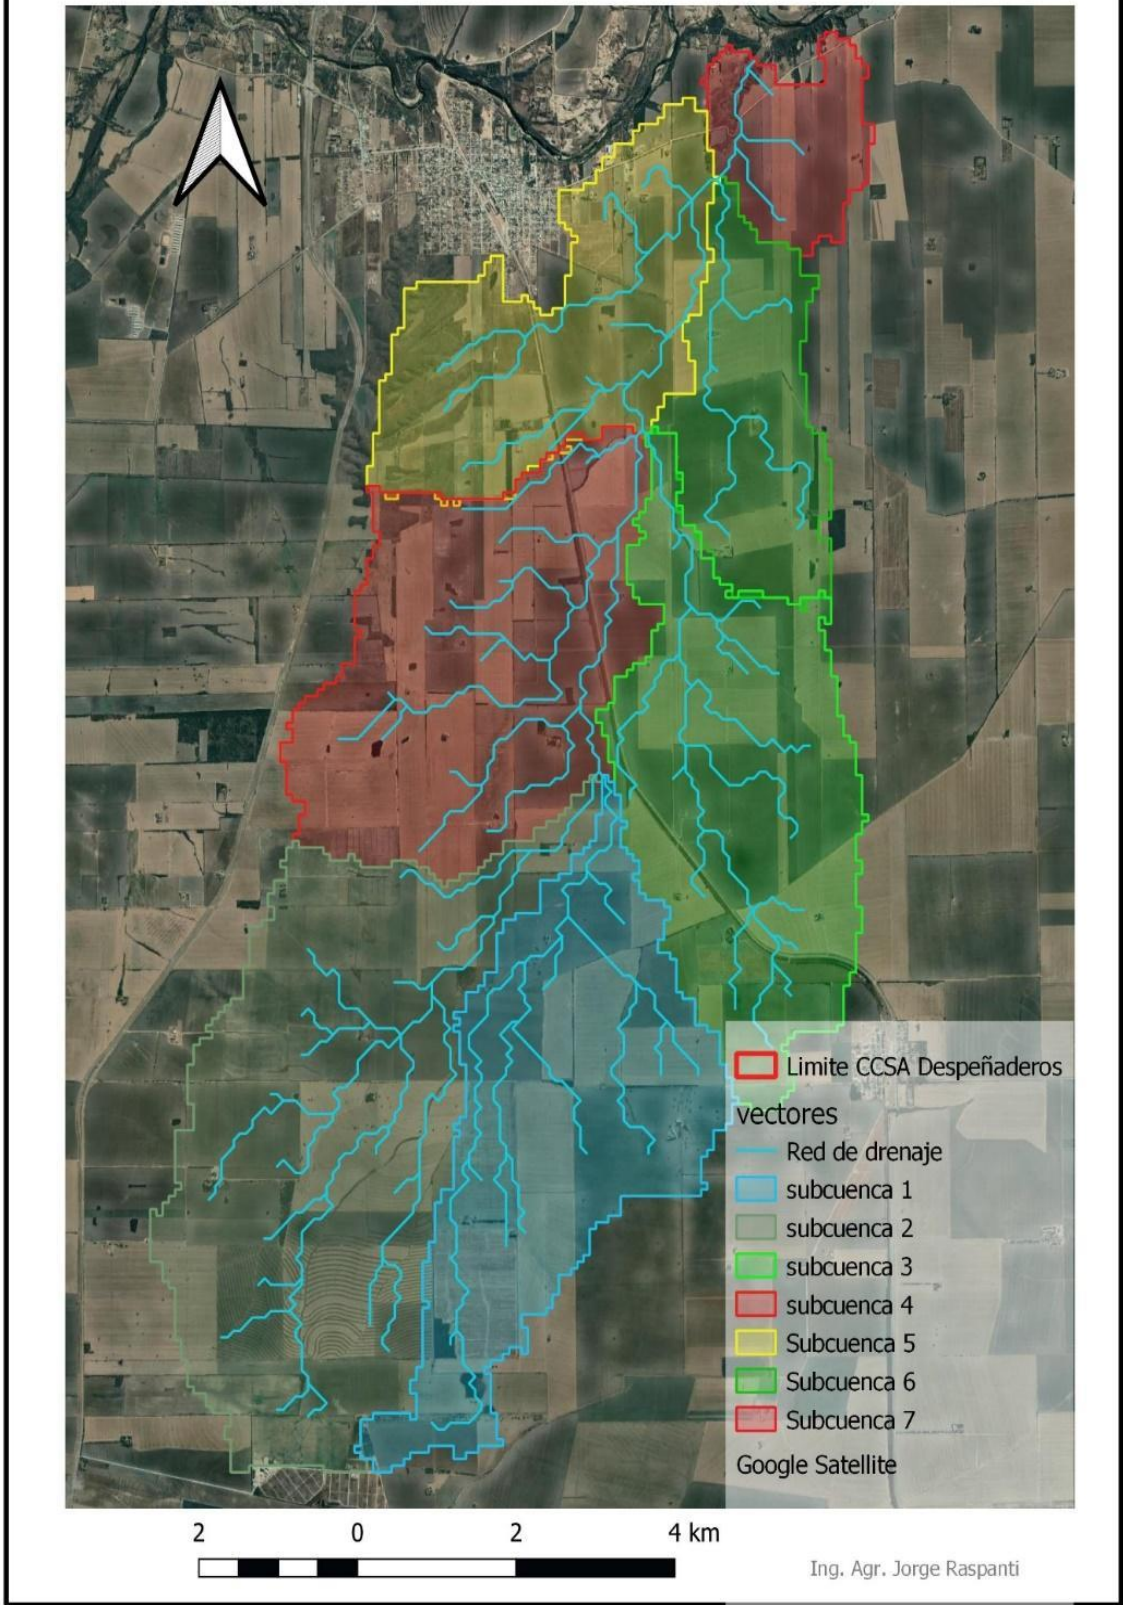 Limite CCSA Despeñaderos
vectores
Red de drenaje
subcuenca 1
subcuenca 2
subcuenca 3
subcuenca 4
Subcuenca 5
Subcuenca 6
Subcuenca 7
Google Satellite
2 0 2 4 km
Ing. Agr. Jorge Raspanti